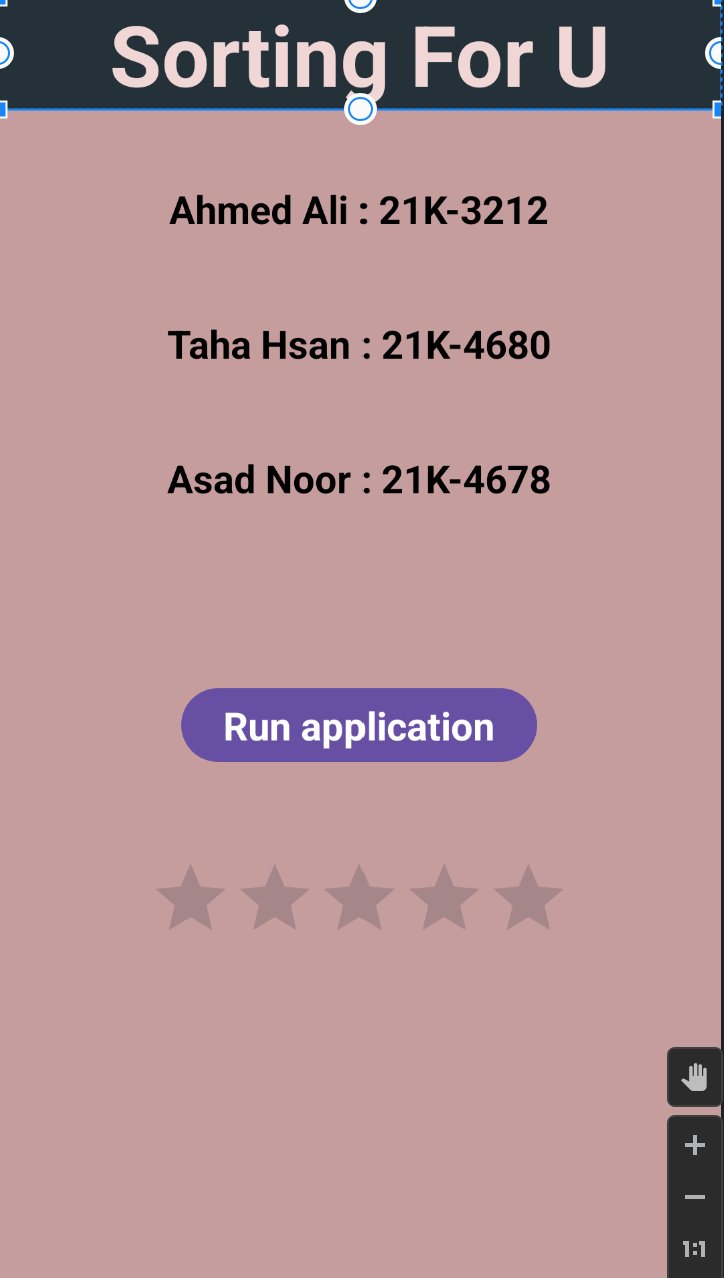 Sorting For U
Ahmed Ali : 21K-3212
Taha Hsan : 21K-4680
Asad Noor : 21K-4678
Run application
1:1